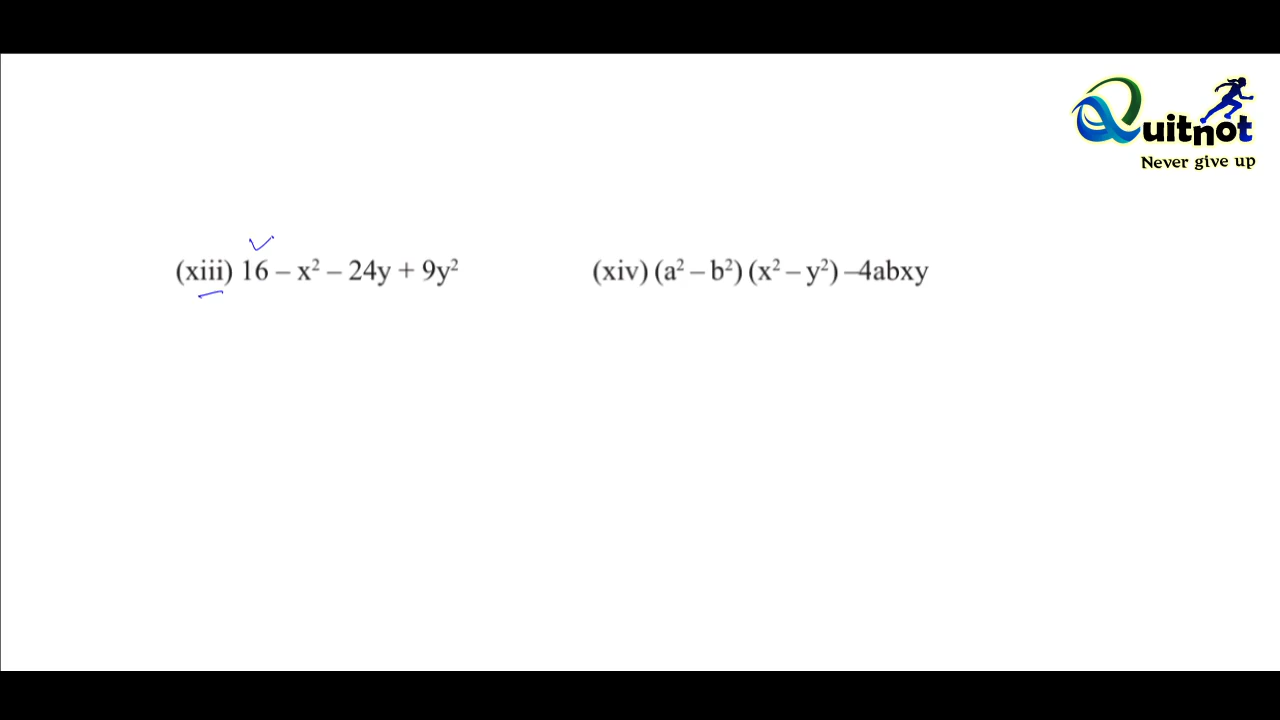 Quitnot
Never give up
(xiii) 16 – x² – 24y + 9y²
(xiv) (a² – b²) (x² – y²) –4abxy